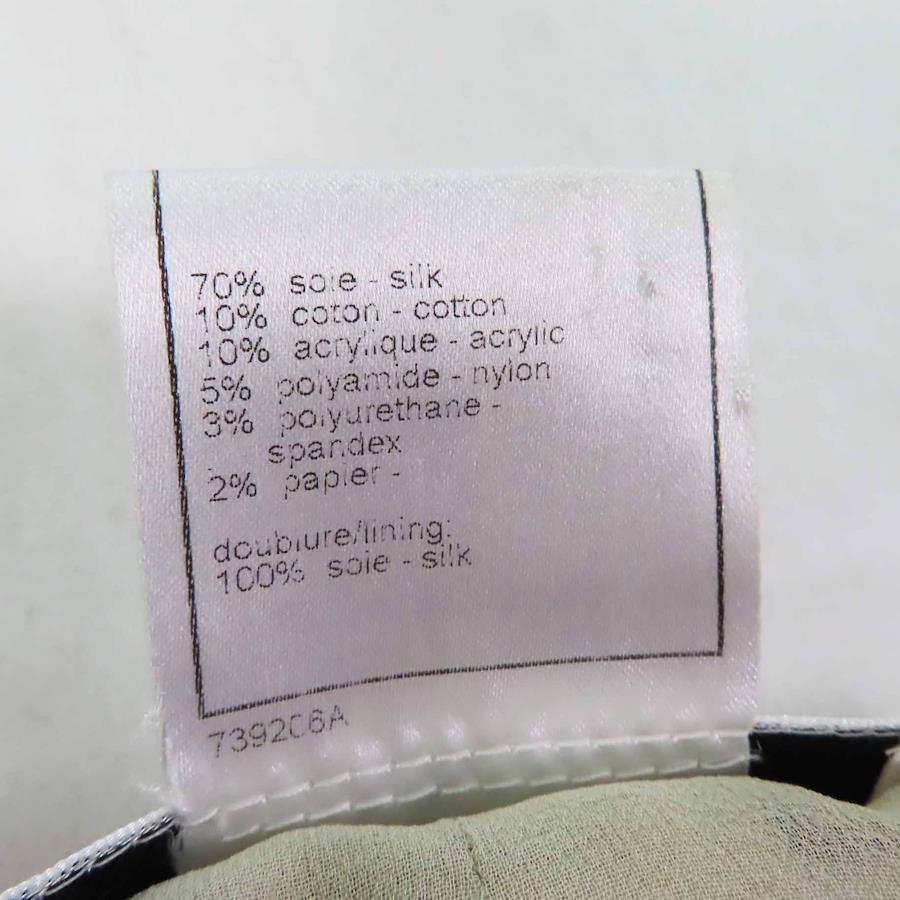 70% soie - silk
10% coton - cotton
10% acrylique - acrylic
5% polyamide - nylon
3% polyurethane -
spandex
2% papier -
doublure/lining:
100% soie - silk
739206A